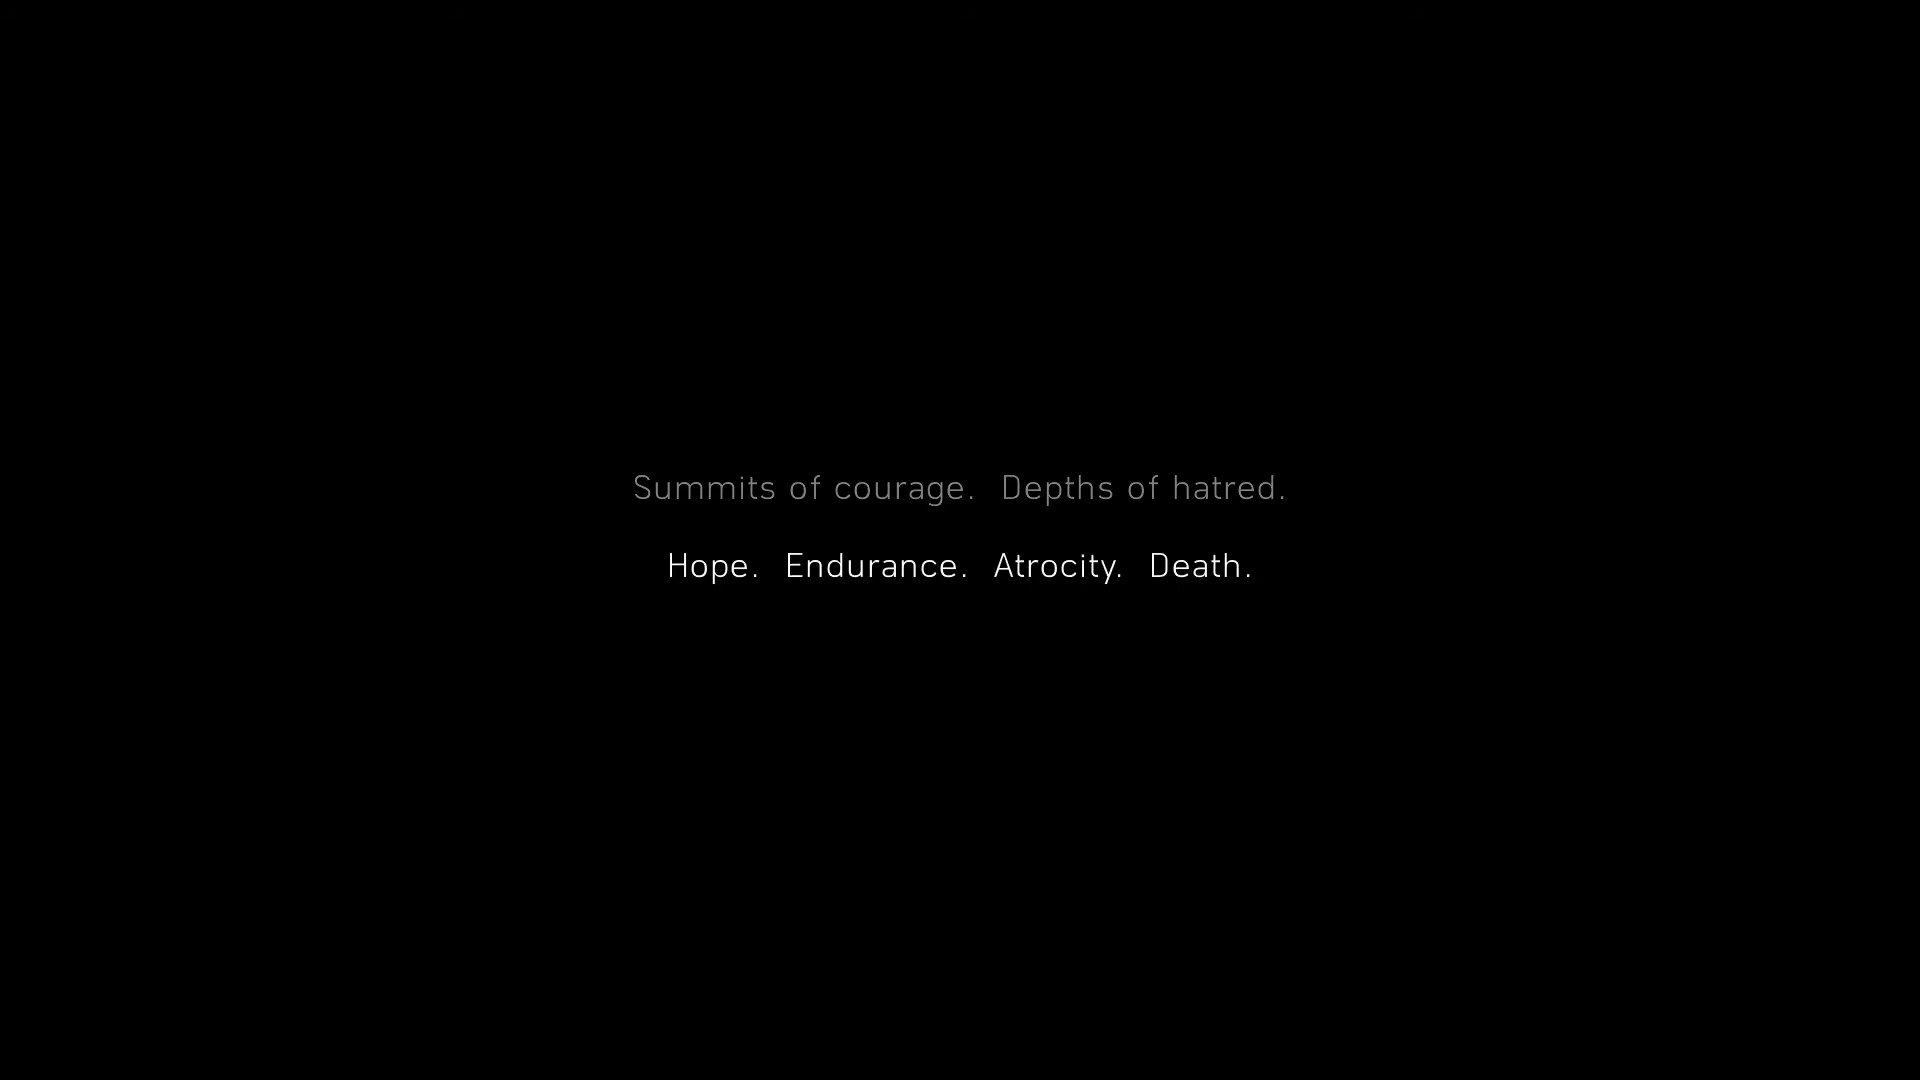 Summits of courage. Depths of hatred.
Hope. Endurance. Atrocity. Death.